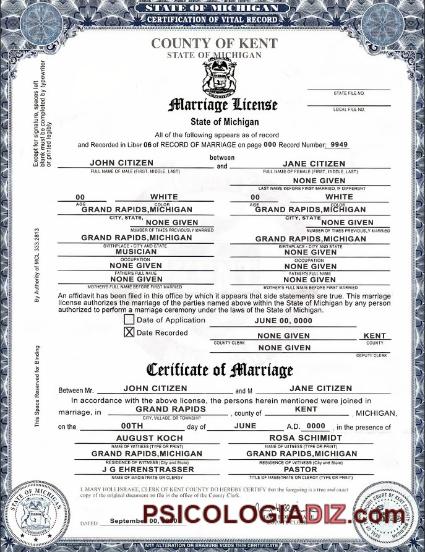 STATE OF MICHIGAN
CERTIFICATION OF VITAL RECORD
COUNTY OF KENT
STATE OF MICHIGAN
STATE FILE NO.
LOCAL FILE NO.
Marriage License
State of Michigan
Except for signature, spaces left
blank must be completed by typewriter
or printed legibly
All of the following appears as of record
and Recorded in Liber 06 of RECORD OF MARRIAGE on page 000 Record Number: 9949
between
JOHN CITIZEN and JANE CITIZEN
FULL NAME OF MALE (FIRST, MIDDLE, LAST) FULL NAME OF FEMALE (FIRST, MIDDLE, LAST)
NONE GIVEN
LAST NAME BEFORE FIRST MARRIED, IF DIFFERENT
00 WHITE 00 WHITE
AGE COLOR AGE COLOR
GRAND RAPIDS,MICHIGAN GRAND RAPIDS,MICHIGAN
CITY, STATE, CITY, STATE,
NONE GIVEN NONE GIVEN
NUMBER OF TIMES PREVIOUSLY MARRIED NUMBER OF TIMES PREVIOUSLY MARRIED
GRAND RAPIDS,MICHIGAN GRAND RAPIDS,MICHIGAN
BIRTHPLACE - CITY AND STATE BIRTHPLACE - CITY AND STATE
MUSICIAN NONE GIVEN
OCCUPATION OCCUPATION
NONE GIVEN NONE GIVEN
FATHERS FULL NAME FATHERS FULL NAME
NONE GIVEN NONE GIVEN
MOTHER'S FULL NAME BEFORE FIRST MARRIED MOTHER'S FULL NAME BEFORE FIRST MARRIED
By Authority of MCL 333.2813
An affidavit has been filed in this office by which it appears that side statements are true. This marriage
license authorizes the marriage of the parties named above within the State of Michigan by any person
authorized to perform a marriage ceremony under the laws of the State of Michigan.
Date of Application JUNE 00, 0000
X Date Recorded NONE GIVEN KENT
COUNTY CLERK COUNTY
NONE GIVEN
DEPUTY CLERK
This Space Reserved for Binding
Certificate of Marriage
Between Mr. JOHN CITIZEN and M JANE CITIZEN
In accordance with the above license, the persons herein mentioned were joined in
marriage, in GRAND RAPIDS , county of KENT , MICHIGAN,
CITY, VILLAGE, OR TOWNSHIP
on the 00TH day of JUNE A.D. 0000 , in the presence of
AUGUST KOCH ROSA SCHIMIDT
NAME OF WITNESS (TYPE OR PRINT) NAME OF WITNESS (TYPE OR PRINT)
GRAND RAPIDS,MICHIGAN GRAND RAPIDS,MICHIGAN
RESIDENCE OF WITNESS (City and State) RESIDENCE OF WITNESS (City and State)
J G EHRENSTRASSER PASTOR
NAME OF MAGISTRATE OR CLERGY TITLE OF MAGISTRATE OR CLERGY (TYPE OR PRINT)
I, MARY HOLLINRAKE, CLERK OF KENT COUNTY DO HEREBY CERTIFY that the foregoing is a true and exact
copy of the original document on file in the office of the County Clerk.
STATE OF MICHIGAN
PSICOLOGIADIZ.com
DATED September 00, 0000
ANY ALTERATION OR ERASURE VOIDS THIS CERTIFICATE